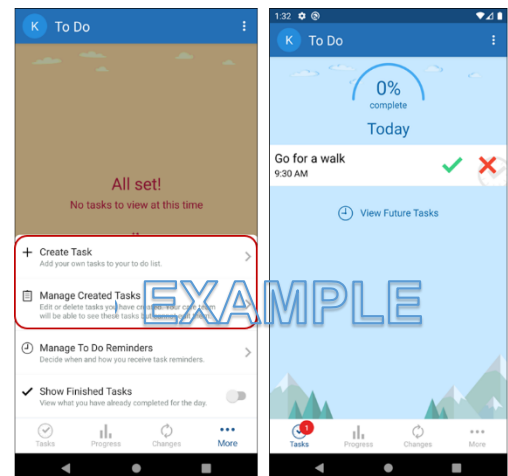 K To Do
All set!
No tasks to view at this time
Create Task
Add your own tasks to your to do list.
Manage Created Tasks
Edit or delete tasks you have created. Your care team
will be able to see these tasks but cannot edit them.
Manage To Do Reminders
Decide when and how you receive task reminders.
Show Finished Tasks
View what you have already completed for the day.
Tasks Progress Changes More
1:32
K To Do
0%
complete
Today
Go for a walk
9:30 AM
View Future Tasks
1
Tasks Progress Changes More
EXAMPLE